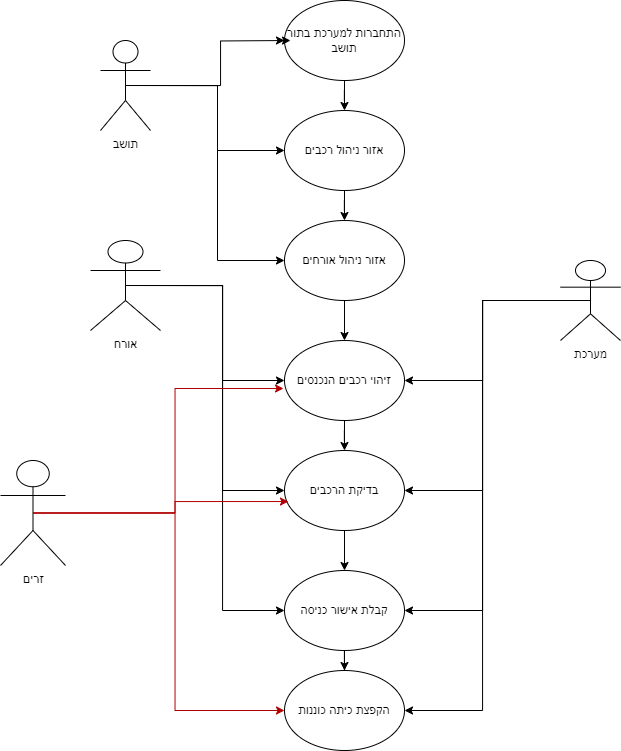 התחברות למערכת בתור
תושב
תושב
אזור ניהול רכבים
אזור ניהול אורחים
אורח
מערכת
זיהוי רכבים הנכנסים
בדיקת הרכבים
זרים
קבלת אישור כניסה
הקפצת כיתה כוננות